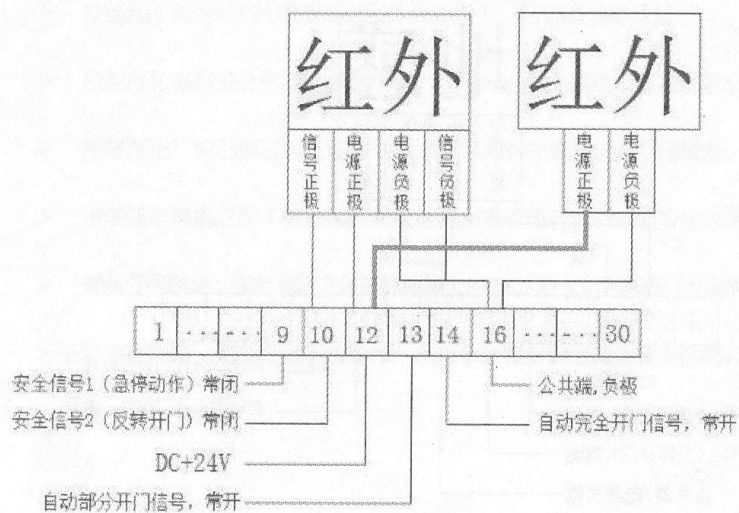 红外 红外
信号正极 电源正极 电源负极 信号负极 电源正极 电源负极
1 ...-... 9 10 12 13 14 16 ...-... 30
安全信号1（急停动作）常闭 公共端,负极
安全信号2（反转开门）常闭 自动完全开门信号，常开
DC+24V
自动部分开门信号，常开